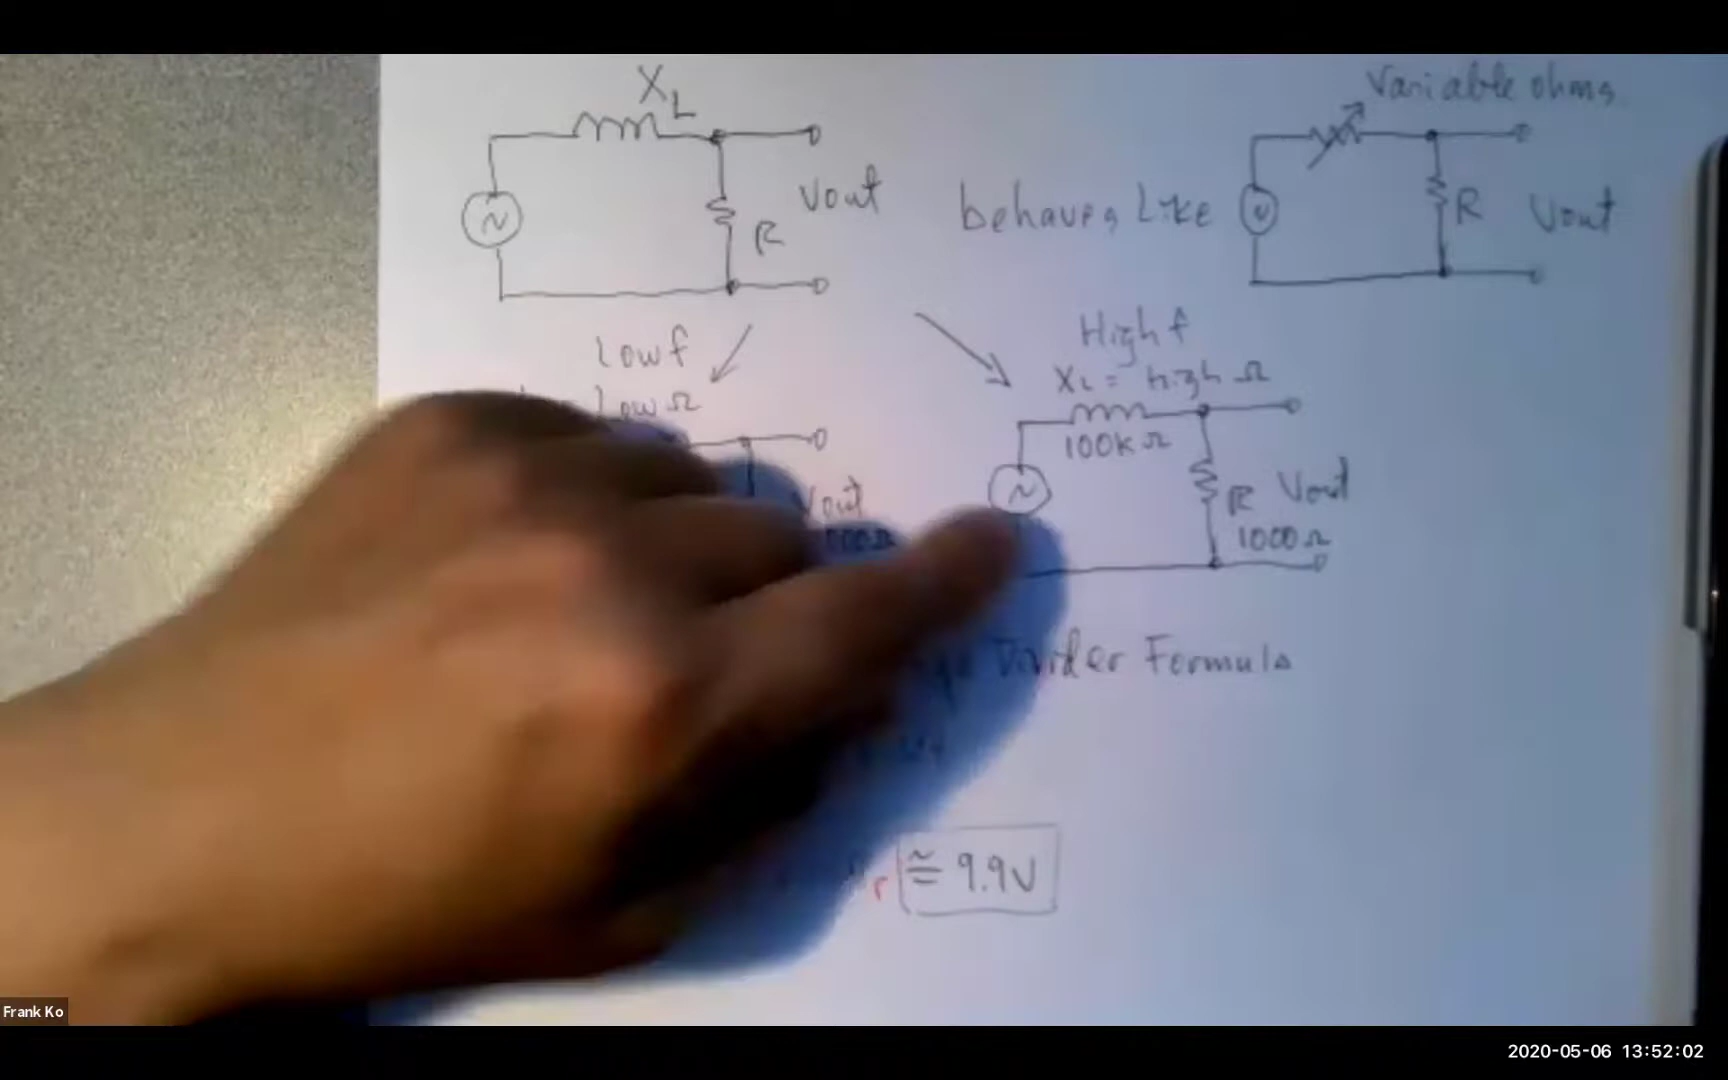 XL
Variable ohms
Vout
R
behaves Like
R
Vout
Low f
Low Ω
High f
XL = high Ω
100k Ω
Vout
R
Vout
1000 Ω
Divider Formula
≅ 9.9V
Frank Ko
2020-05-06 13:52:02